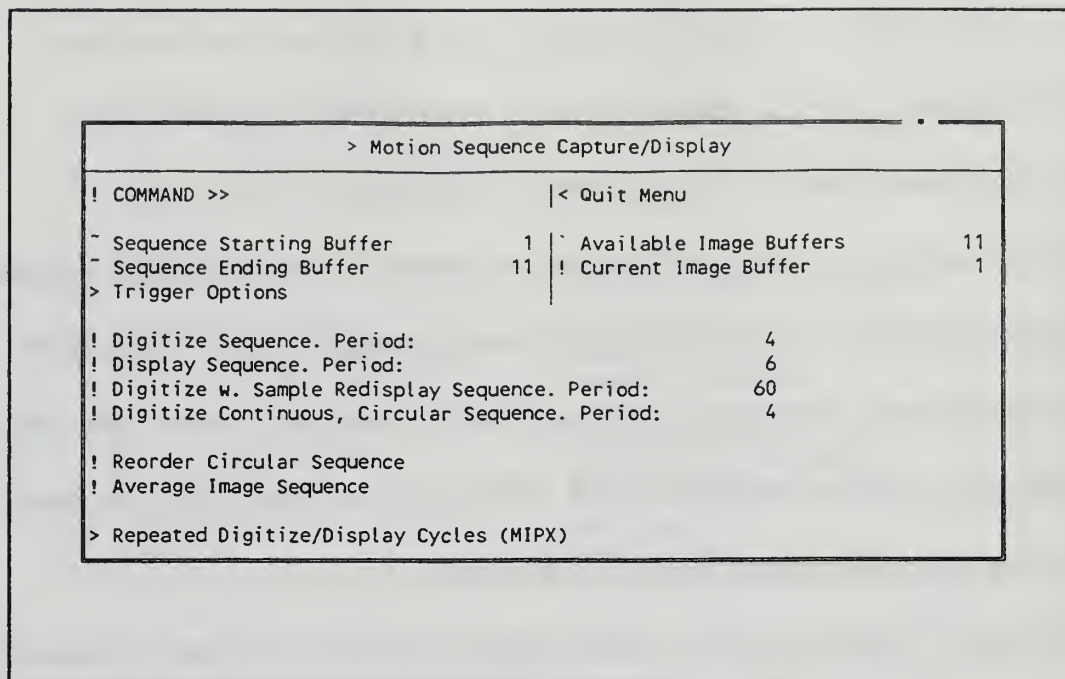 > Motion Sequence Capture/Display
! COMMAND >> |< Quit Menu
~ Sequence Starting Buffer 1 |` Available Image Buffers 11
~ Sequence Ending Buffer 11 |! Current Image Buffer 1
> Trigger Options |
! Digitize Sequence. Period: 4
! Display Sequence. Period: 6
! Digitize w. Sample Redisplay Sequence. Period: 60
! Digitize Continuous, Circular Sequence. Period: 4
! Reorder Circular Sequence
! Average Image Sequence
> Repeated Digitize/Display Cycles (MIPX)